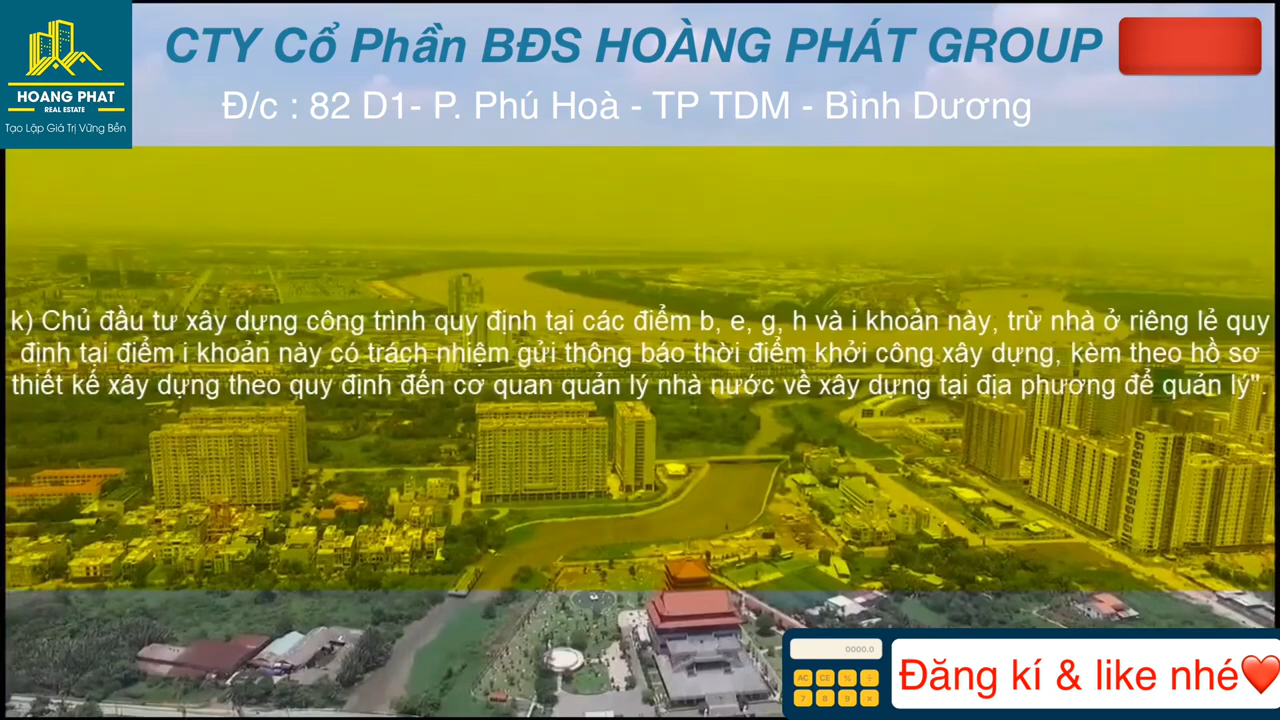 HOANG PHAT
REAL ESTATE
Tạo Lập Giá Trị Vững Bền
CTY Cổ Phần BĐS HOÀNG PHÁT GROUP
Đ/c : 82 D1- P. Phú Hoà - TP TDM - Bình Dương
k) Chủ đầu tư xây dựng công trình quy định tại các điểm b, e, g, h và i khoản này, trừ nhà ở riêng lẻ quy
định tại điểm i khoản này có trách nhiệm gửi thông báo thời điểm khởi công xây dựng, kèm theo hồ sơ
thiết kế xây dựng theo quy định đến cơ quan quản lý nhà nước về xây dựng tại địa phương để quản lý".
0000.0
AC CE % ÷
7 8 9 ×
Đăng kí & like nhé❤️